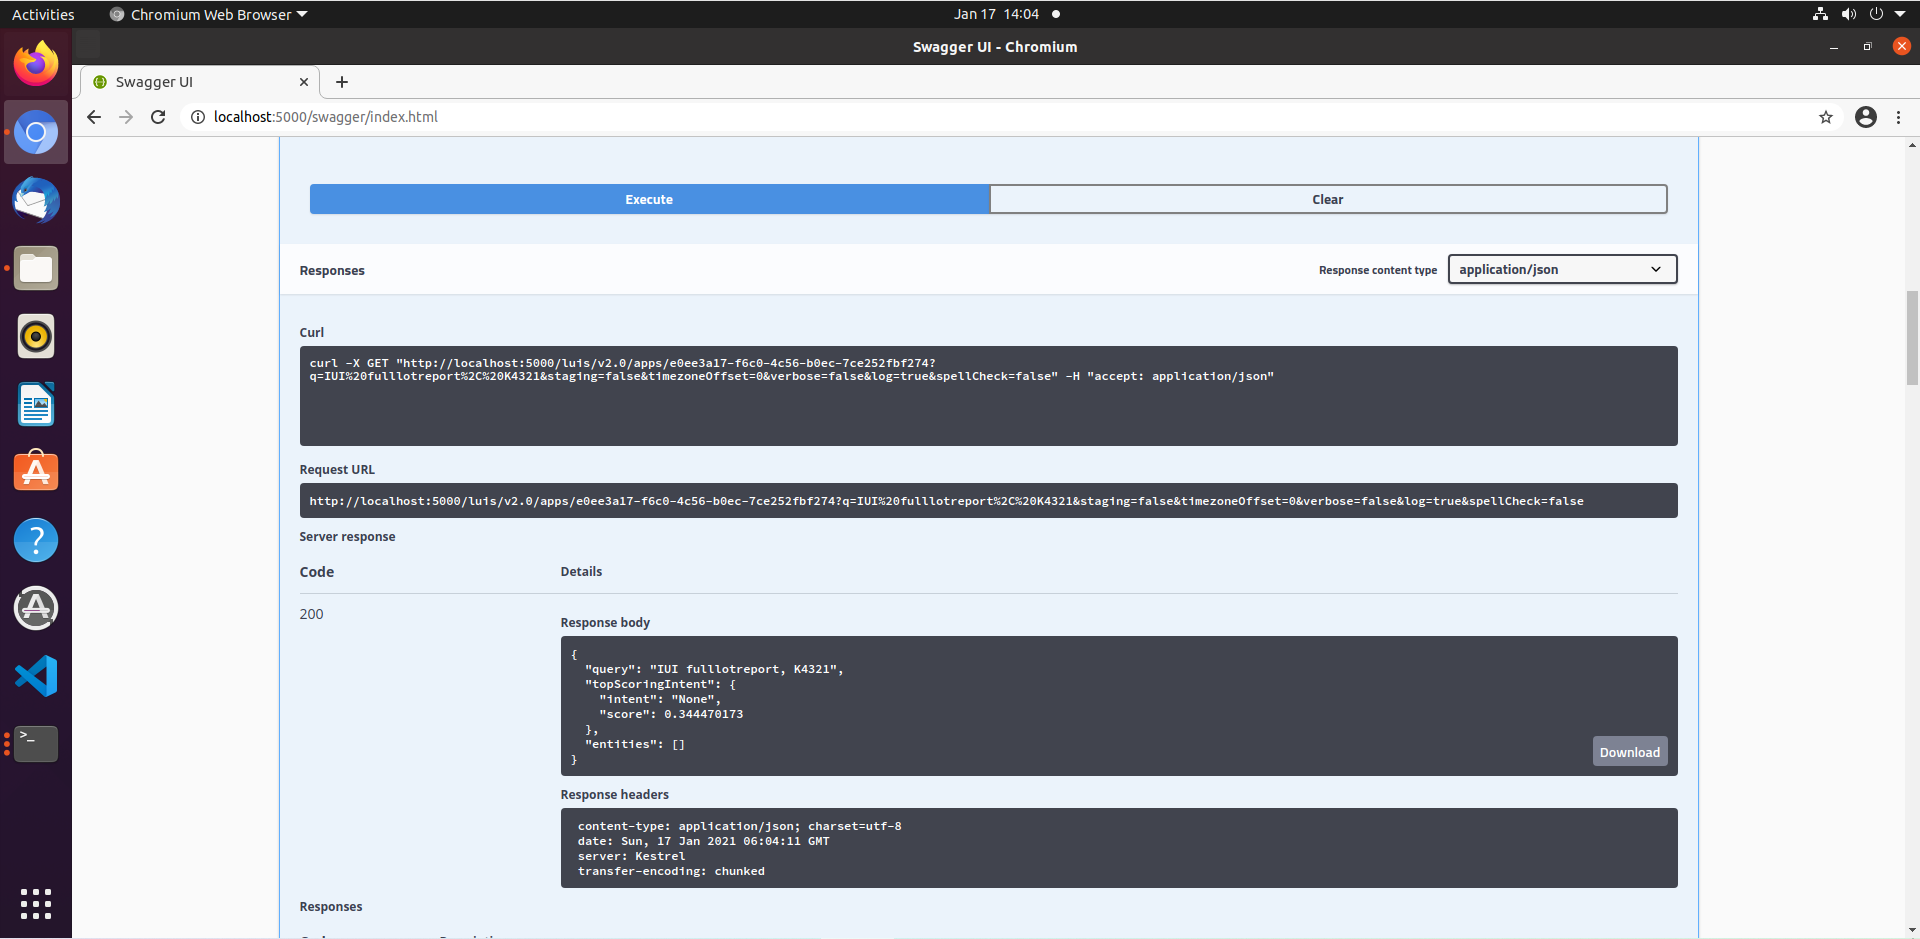 Activities
Chromium Web Browser
Jan 17 14:04
Swagger UI - Chromium
Swagger UI
localhost:5000/swagger/index.html
Execute
Clear
Responses
Response content type
application/json
Curl
curl -X GET "http://localhost:5000/luis/v2.0/apps/e0ee3a17-f6c0-4c56-b0ec-7ce252fbf274?
q=IUI%20fulllotreport%2C%20K4321&staging=false&timezoneOffset=0&verbose=false&log=true&spellCheck=false" -H "accept: application/json"
Request URL
http://localhost:5000/luis/v2.0/apps/e0ee3a17-f6c0-4c56-b0ec-7ce252fbf274?q=IUI%20fulllotreport%2C%20K4321&staging=false&timezoneOffset=0&verbose=false&log=true&spellCheck=false
Server response
Code
Details
200
Response body
{
"query": "IUI fulllotreport, K4321",
"topScoringIntent": {
"intent": "None",
"score": 0.344470173
},
"entities": []
}
Download
Response headers
content-type: application/json; charset=utf-8
date: Sun, 17 Jan 2021 06:04:11 GMT
server: Kestrel
transfer-encoding: chunked
Responses